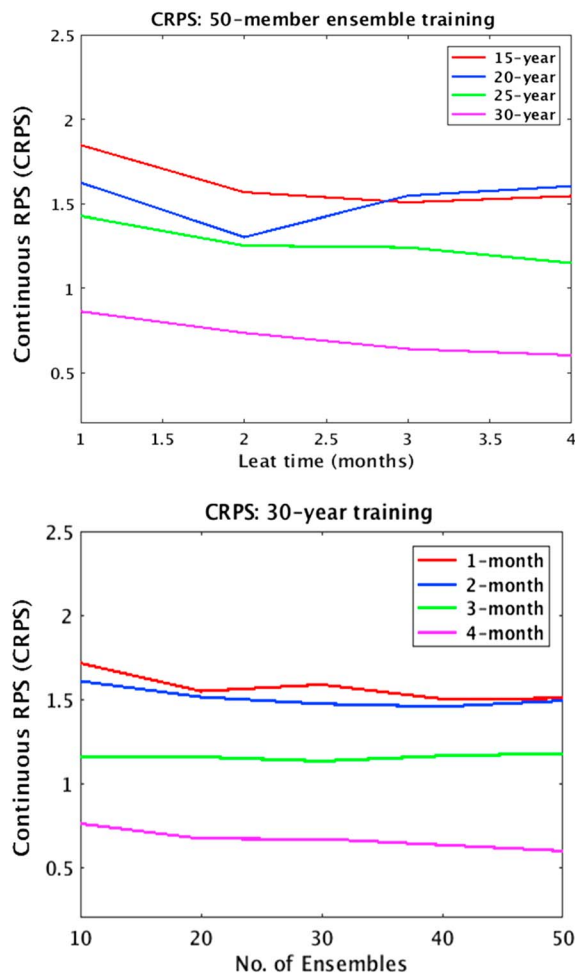 CRPS: 50-member ensemble training
2.5
2
1.5
1
0.5
Continuous RPS (CRPS)
15-year
20-year
25-year
30-year
1 1.5 2 2.5 3 3.5 4
Leat time (months)
CRPS: 30-year training
2.5
2
1.5
1
0.5
Continuous RPS (CRPS)
1-month
2-month
3-month
4-month
10 20 30 40 50
No. of Ensembles